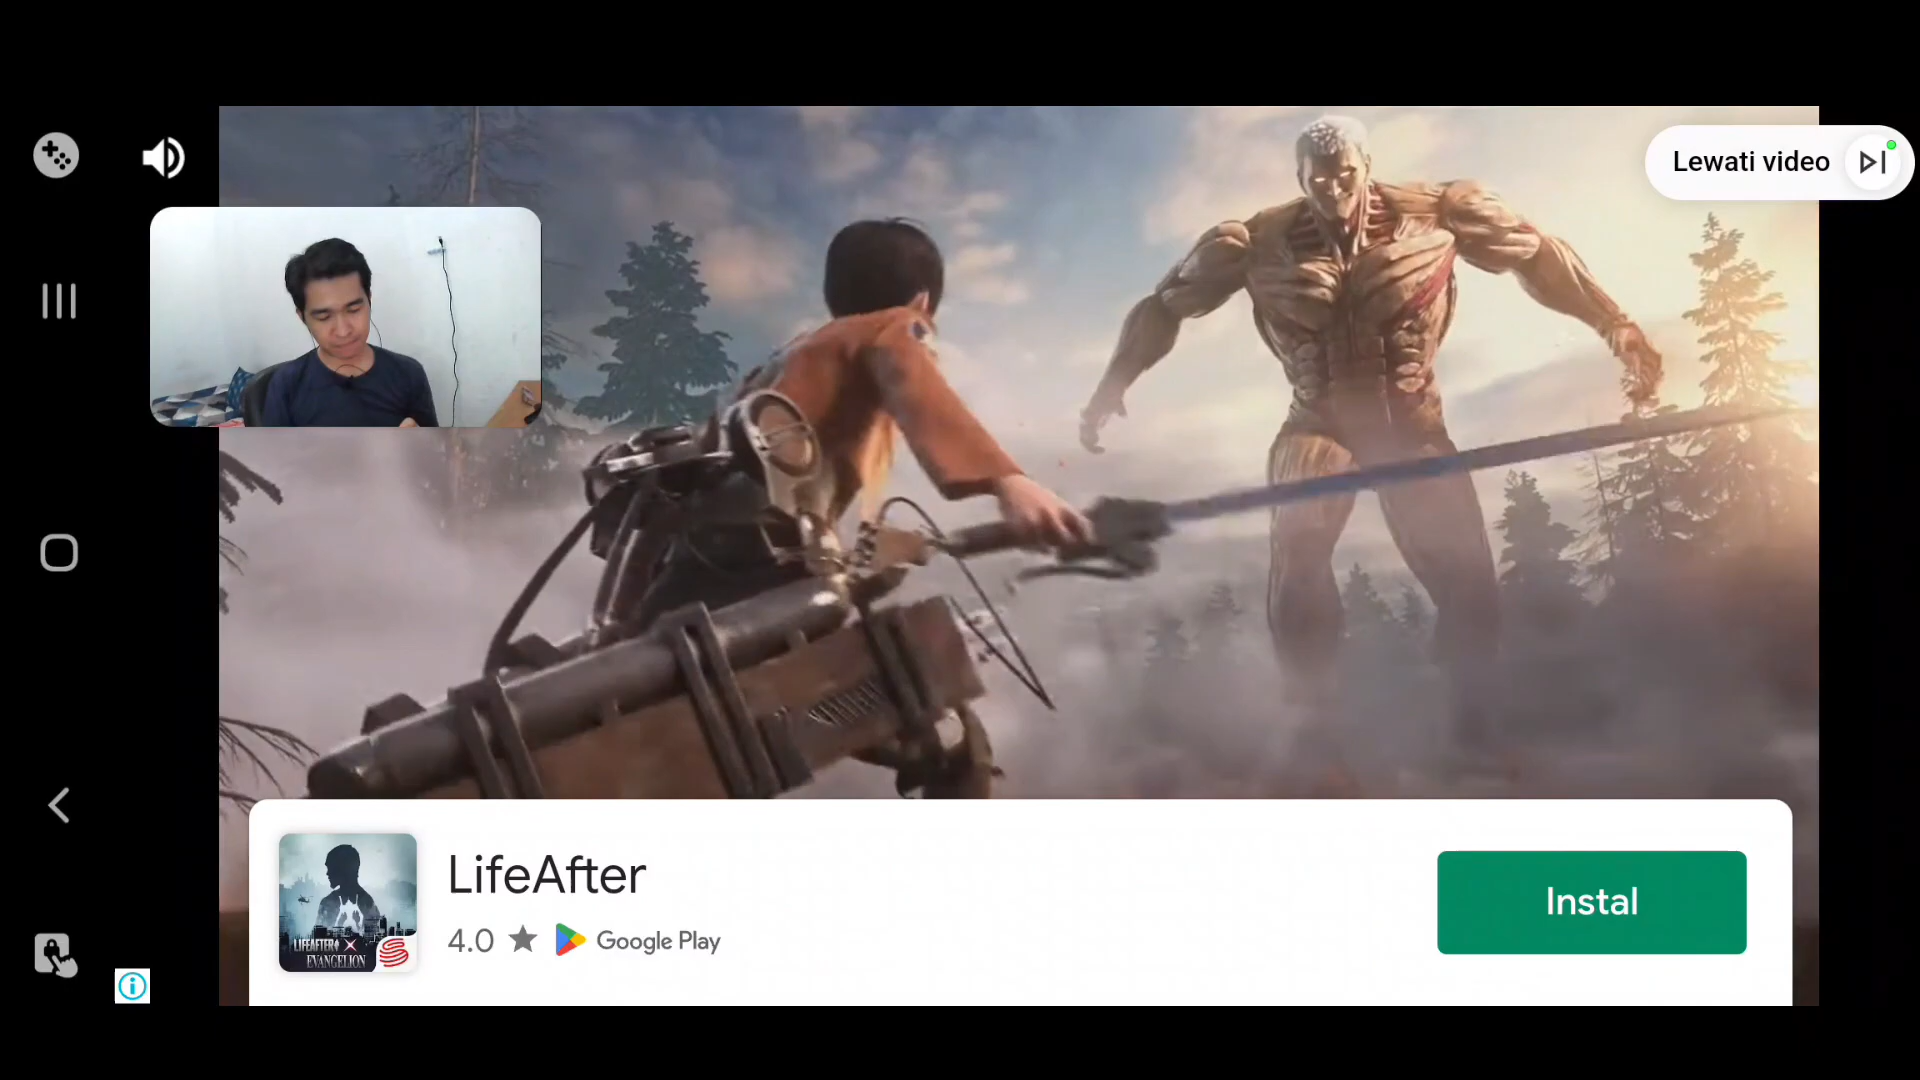 Lewati video
LifeAfter
4.0
Google Play
Instal
LIFEAFTER X
EVANGELION